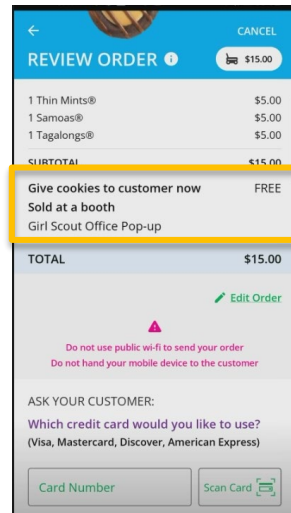 CANCEL
REVIEW ORDER i $15.00
1 Thin Mints® $5.00
1 Samoas® $5.00
1 Tagalongs® $5.00
SUBTOTAL $15.00
Give cookies to customer now FREE
Sold at a booth
Girl Scout Office Pop-up
TOTAL $15.00
Edit Order
Do not use public wi-fi to send your order
Do not hand your mobile device to the customer
ASK YOUR CUSTOMER:
Which credit card would you like to use?
(Visa, Mastercard, Discover, American Express)
Card Number Scan Card